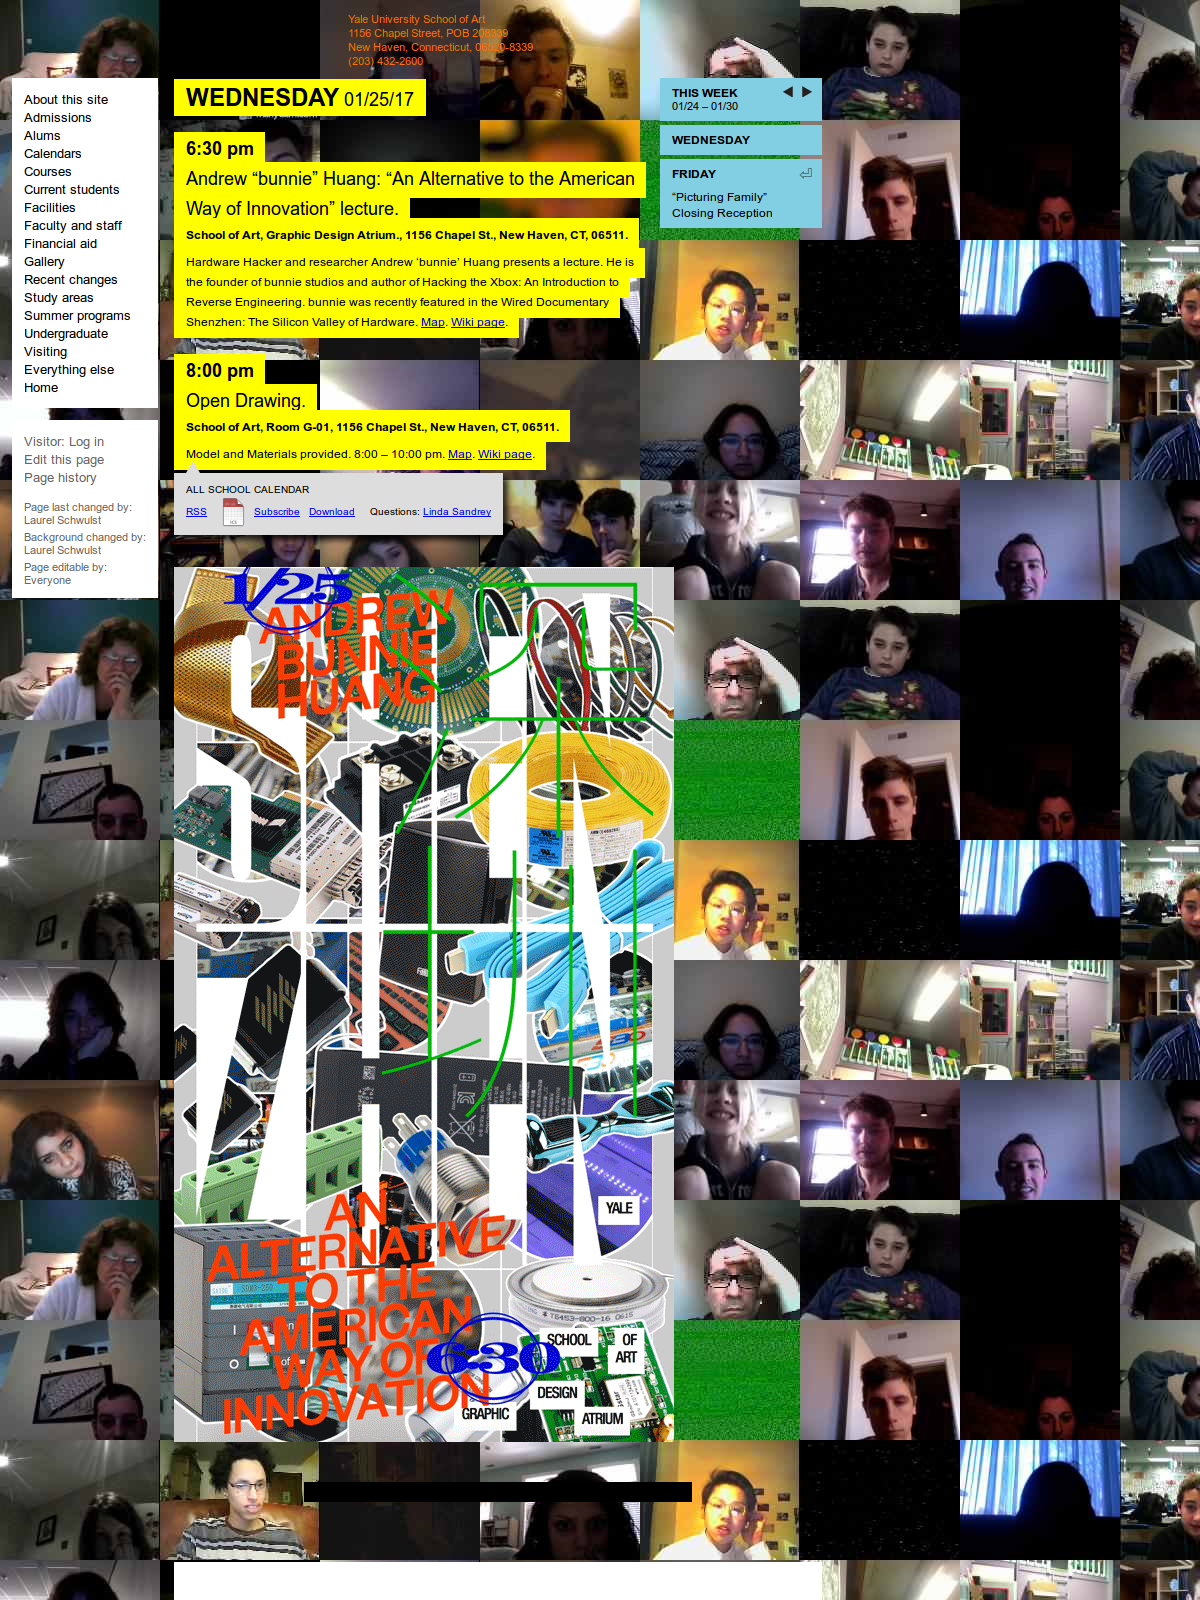 Yale University School of Art
1156 Chapel Street, POB 208339
New Haven, Connecticut, 06520-8339
(203) 432-2600
About this site
Admissions
Alums
Calendars
Courses
Current students
Facilities
Faculty and staff
Financial aid
Gallery
Recent changes
Study areas
Summer programs
Undergraduate
Visiting
Everything else
Home
Visitor: Log in
Edit this page
Page history
Page last changed by:
Laurel Schwulst
Background changed by:
Laurel Schwulst
Page editable by:
Everyone
WEDNESDAY 01/25/17
6:30 pm
Andrew “bunnie” Huang: “An Alternative to the American
Way of Innovation” lecture.
School of Art, Graphic Design Atrium., 1156 Chapel St., New Haven, CT, 06511.
Hardware Hacker and researcher Andrew ‘bunnie’ Huang presents a lecture. He is
the founder of bunnie studios and author of Hacking the Xbox: An Introduction to
Reverse Engineering. bunnie was recently featured in the Wired Documentary
Shenzhen: The Silicon Valley of Hardware. Map. Wiki page.
8:00 pm
Open Drawing.
School of Art, Room G-01, 1156 Chapel St., New Haven, CT, 06511.
Model and Materials provided. 8:00 – 10:00 pm. Map. Wiki page.
ALL SCHOOL CALENDAR
RSS Subscribe Download Questions: Linda Sandrey
THIS WEEK
01/24 – 01/30
WEDNESDAY
FRIDAY
“Picturing Family”
Closing Reception
1/25
ANDREW
BUNNIE
HUANG
YALE
AN
ALTERNATIVE
TO THE
AMERICAN
WAY OF
INNOVATION
6:30
SCHOOL OF
ART
DESIGN
GRAPHIC
ATRIUM